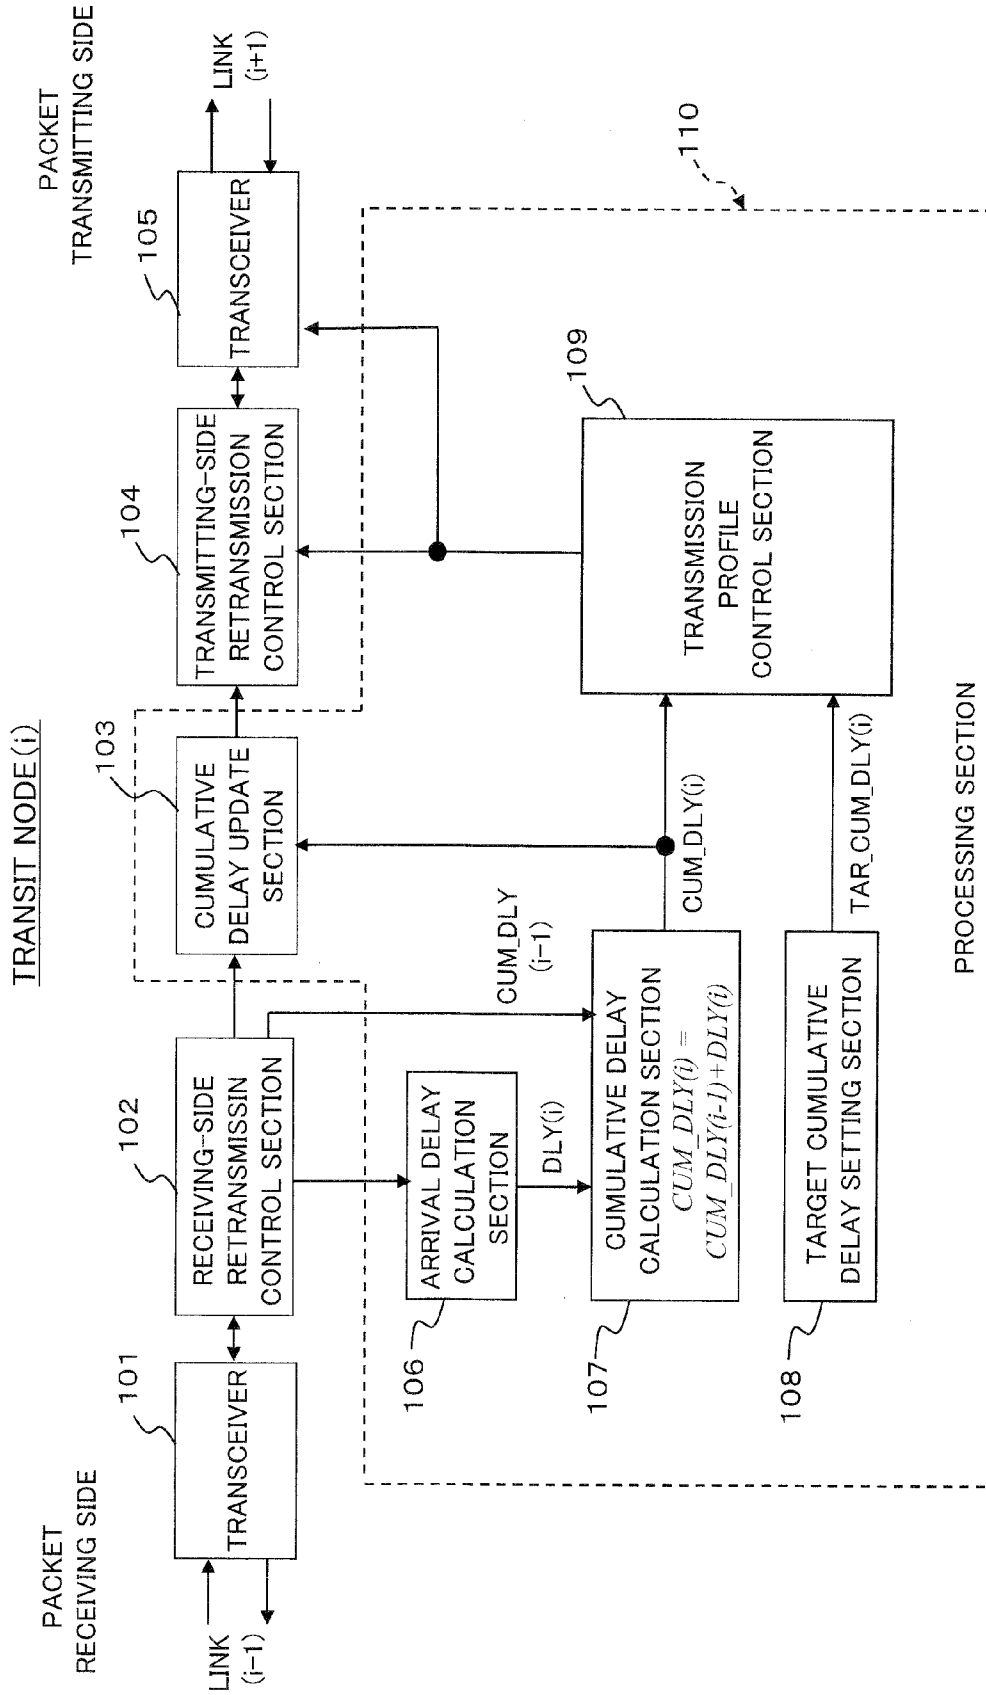 TRANSIT NODE(i)
PACKET
RECEIVING SIDE
PACKET
TRANSMITTING SIDE
LINK
(i-1)
101
TRANSCEIVER
102
RECEIVING-SIDE
RETRANSMISSIN
CONTROL SECTION
103
CUMULATIVE
DELAY UPDATE
SECTION
104
TRANSMITTING-SIDE
RETRANSMISSION
CONTROL SECTION
105
TRANSCEIVER
LINK
(i+1)
106
ARRIVAL DELAY
CALCULATION
SECTION
DLY(i)
CUM_DLY
(i-1)
107
CUMULATIVE DELAY
CALCULATION SECTION
CUM_DLY(i) =
CUM_DLY(i-1)+DLY(i)
CUM_DLY(i)
108
TARGET CUMULATIVE
DELAY SETTING SECTION
TAR_CUM_DLY(i)
109
TRANSMISSION
PROFILE
CONTROL SECTION
110
PROCESSING SECTION